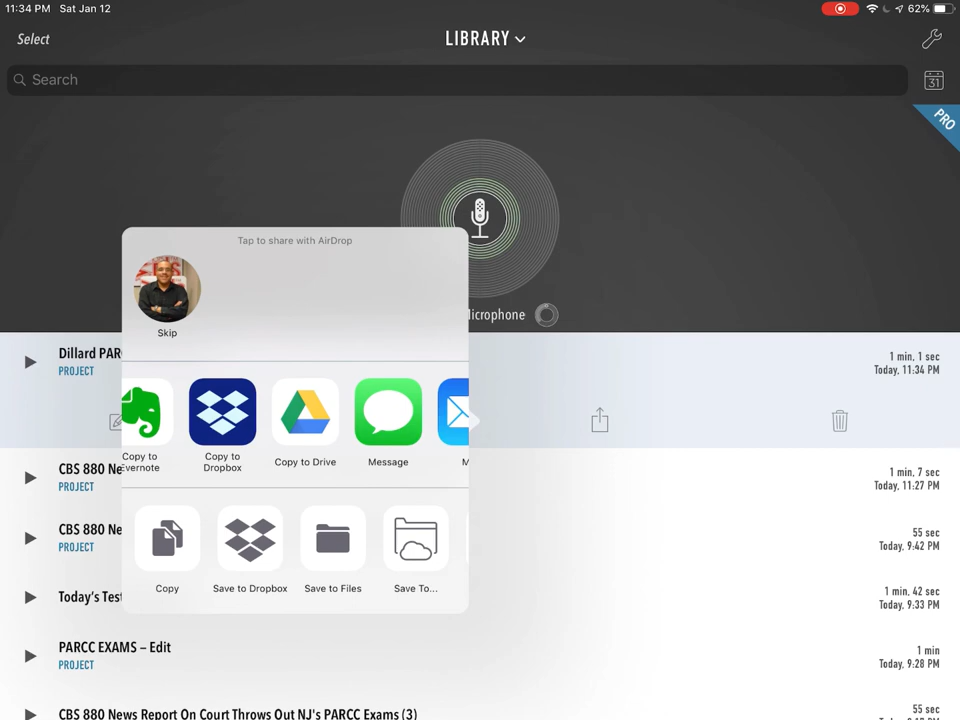 11:34 PM Sat Jan 12
62%
Select
LIBRARY
Search
31
PRO
Microphone
Tap to share with AirDrop
Skip
Copy to Evernote
Copy to Dropbox
Copy to Drive
Message
M
Copy
Save to Dropbox
Save to Files
Save To...
Dillard PAR
PROJECT
1 min, 1 sec
Today, 11:34 PM
CBS 880 Ne
PROJECT
1 min, 7 sec
Today, 11:27 PM
CBS 880 Ne
PROJECT
55 sec
Today, 9:42 PM
Today's Test
1 min, 42 sec
Today, 9:33 PM
PARCC EXAMS – Edit
PROJECT
1 min
Today, 9:28 PM
CBS 880 News Report On Court Throws Out NJ's PARCC Exams (3)
55 sec